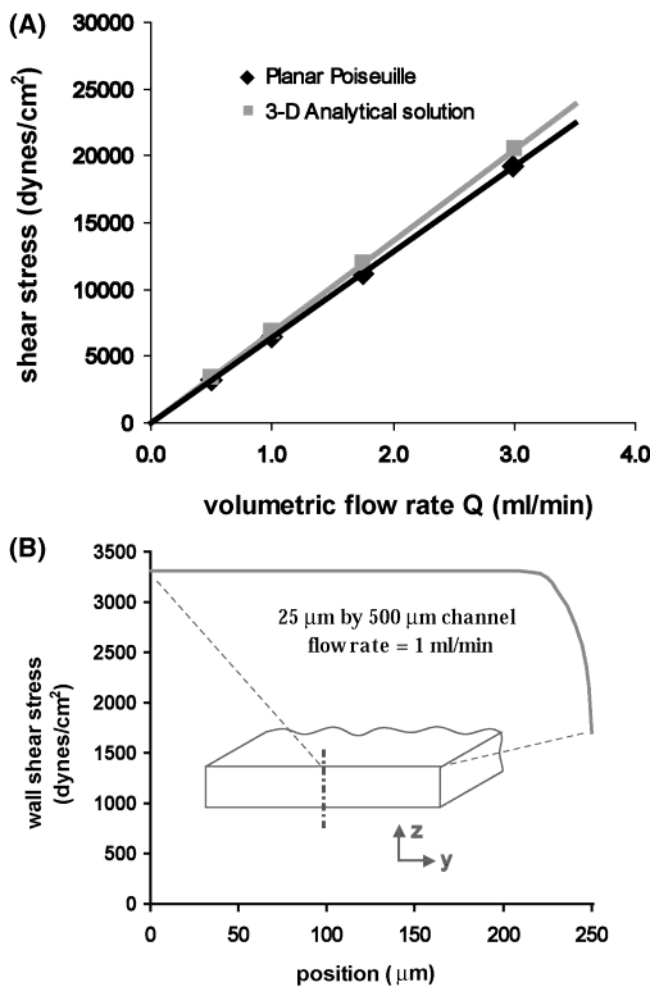 (A)
30000
25000
20000
15000
10000
5000
0
shear stress (dynes/cm²)
Planar Poiseuille
3-D Analytical solution
0.0 1.0 2.0 3.0 4.0
volumetric flow rate Q (ml/min)
(B)
3500
3000
2500
2000
1500
1000
500
0
wall shear stress
(dynes/cm²)
25 µm by 500 µm channel
flow rate = 1 ml/min
z
y
0 50 100 150 200 250
position (µm)